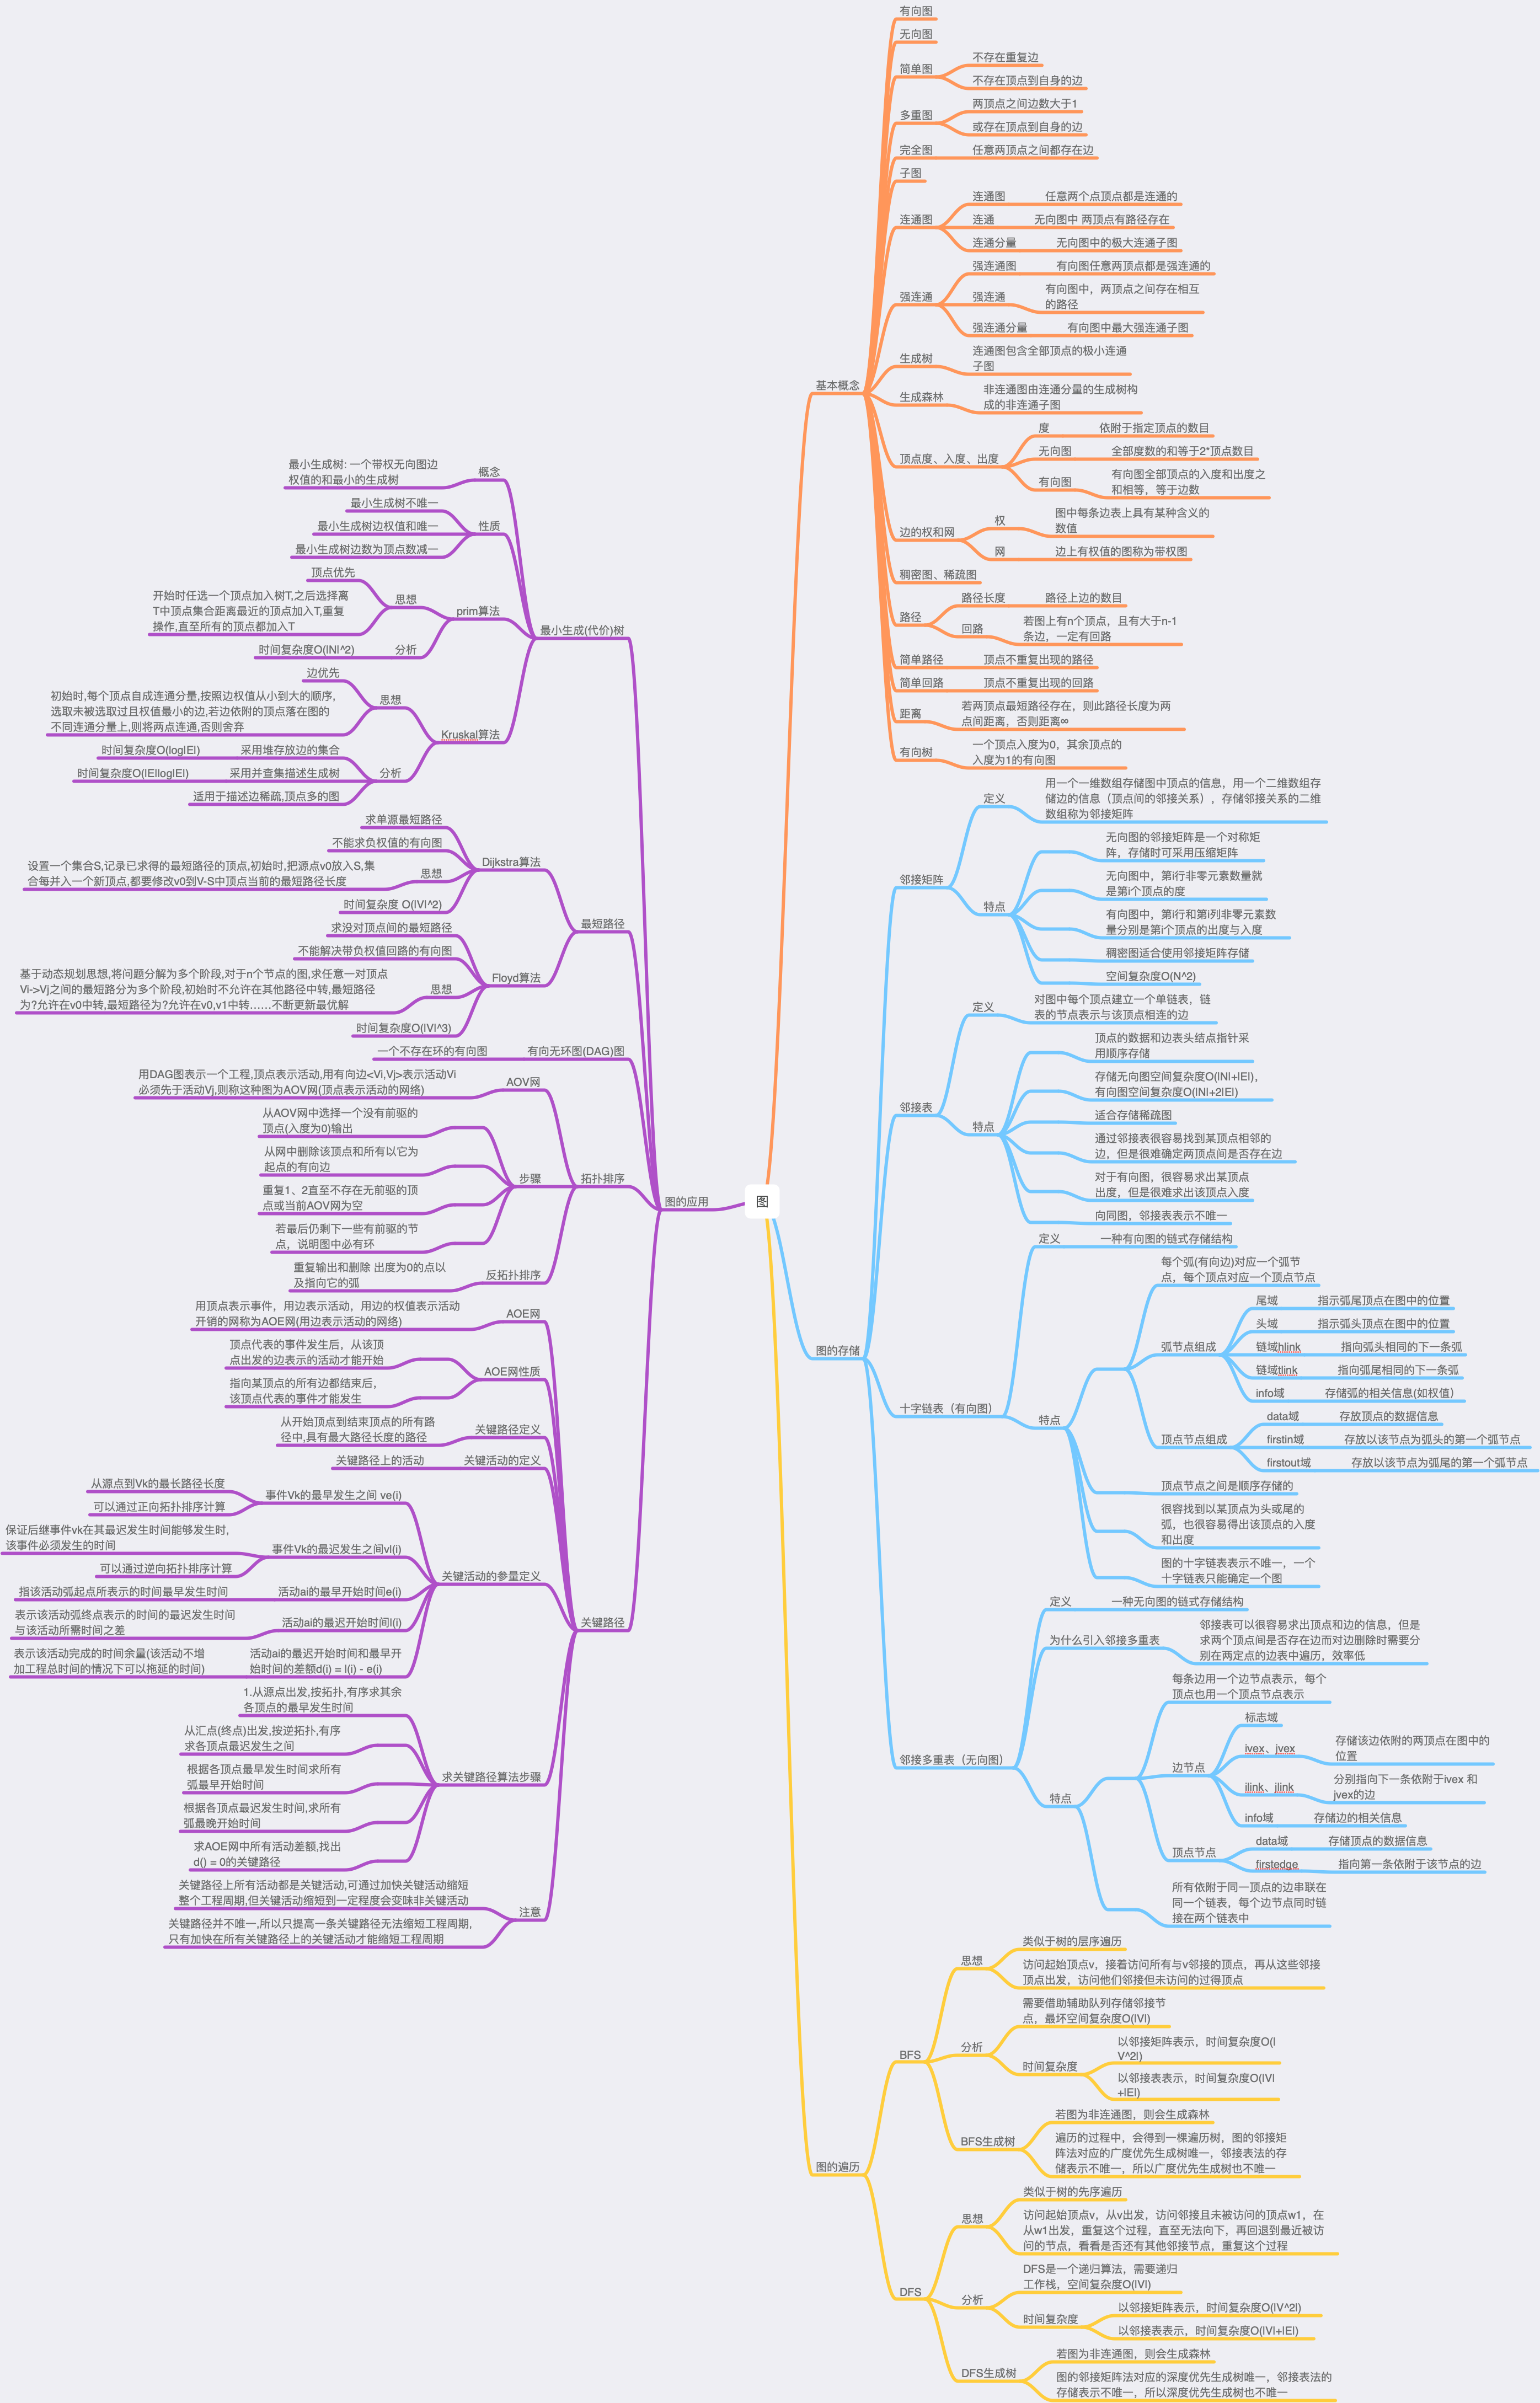 图
基本概念
有向图
无向图
简单图
不存在重复边
不存在顶点到自身的边
多重图
两顶点之间边数大于1
或存在顶点到自身的边
完全图
任意两顶点之间都存在边
子图
连通图
连通图
任意两个点顶点都是连通的
连通
无向图中 两顶点有路径存在
连通分量
无向图中的极大连通子图
强连通
强连通图
有向图任意两顶点都是强连通的
强连通
有向图中，两顶点之间存在相互
的路径
强连通分量
有向图中最大强连通子图
生成树
连通图包含全部顶点的极小连通
子图
生成森林
非连通图由连通分量的生成树构
成的非连通子图
顶点度、入度、出度
度
依附于指定顶点的数目
无向图
全部度数的和等于2*顶点数目
有向图
有向图全部顶点的入度和出度之
和相等，等于边数
边的权和网
权
图中每条边表上具有某种含义的
数值
网
边上有权值的图称为带权图
稠密图、稀疏图
路径
路径长度
路径上边的数目
回路
若图上有n个顶点，且有大于n-1
条边，一定有回路
简单路径
顶点不重复出现的路径
简单回路
顶点不重复出现的回路
距离
若两顶点最短路径存在，则此路径长度为两
点间距离，否则距离∞
有向树
一个顶点入度为0，其余顶点的
入度为1的有向图
图的存储
邻接矩阵
定义
用一个一维数组存储图中顶点的信息，用一个二维数组存
储边的信息（顶点间的邻接关系），存储邻接关系的二维
数组称为邻接矩阵
特点
无向图的邻接矩阵是一个对称矩
阵，存储时可采用压缩矩阵
无向图中，第i行非零元素数量就
是第i个顶点的度
有向图中，第i行和第i列非零元素数
量分别是第i个顶点的出度与入度
稠密图适合使用邻接矩阵存储
空间复杂度O(N^2)
邻接表
定义
对图中每个顶点建立一个单链表，链
表的节点表示与该顶点相连的边
特点
顶点的数据和边表头结点指针采
用顺序存储
存储无向图空间复杂度O(|N|+|E|)，
有向图空间复杂度O(|N|+2|E|)
适合存储稀疏图
通过邻接表很容易找到某顶点相邻的
边，但是很难确定两顶点间是否存在边
对于有向图，很容易求出某顶点
出度，但是很难求出该顶点入度
向同图，邻接表表示不唯一
十字链表（有向图）
定义
一种有向图的链式存储结构
特点
每个弧(有向边)对应一个弧节
点，每个顶点对应一个顶点节点
弧节点组成
尾域
指示弧尾顶点在图中的位置
头域
指示弧头顶点在图中的位置
链域hlink
指向弧头相同的下一条弧
链域tlink
指向弧尾相同的下一条弧
info域
存储弧的相关信息(如权值)
顶点节点组成
data域
存放顶点的数据信息
firstin域
存放以该节点为弧头的第一个弧节点
firstout域
存放以该节点为弧尾的第一个弧节点
顶点节点之间是顺序存储的
很容找到以某顶点为头或尾的
弧，也很容易得出该顶点的入度
和出度
图的十字链表表示不唯一，一个
十字链表只能确定一个图
邻接多重表（无向图）
定义
一种无向图的链式存储结构
为什么引入邻接多重表
邻接表可以很容易求出顶点和边的信息，但是
求两个顶点间是否存在边而对边删除时需要分
别在两定点的边表中遍历，效率低
特点
每条边用一个边节点表示，每个
顶点也用一个顶点节点表示
边节点
标志域
ivex、jvex
存储该边依附的两顶点在图中的
位置
ilink、jlink
分别指向下一条依附于ivex 和
jvex的边
info域
存储边的相关信息
顶点节点
data域
存储顶点的数据信息
firstedge
指向第一条依附于该节点的边
所有依附于同一顶点的边串联在
同一个链表，每个边节点同时链
接在两个链表中
图的遍历
BFS
思想
类似于树的层序遍历
访问起始顶点v，接着访问所有与v邻接的顶点，再从这些邻接
顶点出发，访问他们邻接但未访问的过得顶点
分析
需要借助辅助队列存储邻接节
点，最坏空间复杂度O(|V|)
时间复杂度
以邻接矩阵表示，时间复杂度O(|
V^2|)
以邻接表表示，时间复杂度O(|V|
+|E|)
BFS生成树
若图为非连通图，则会生成森林
遍历的过程中，会得到一棵遍历树，图的邻接矩
阵法对应的广度优先生成树唯一，邻接表法的存
储表示不唯一，所以广度优先生成树也不唯一
DFS
思想
类似于树的先序遍历
访问起始顶点v，从v出发，访问邻接且未被访问的顶点w1，在
从w1出发，重复这个过程，直至无法向下，再回退到最近被访
问的节点，看看是否还有其他邻接节点，重复这个过程
分析
DFS是一个递归算法，需要递归
工作栈，空间复杂度O(|V|)
时间复杂度
以邻接矩阵表示，时间复杂度O(|V^2|)
以邻接表表示，时间复杂度O(|V|+|E|)
DFS生成树
若图为非连通图，则会生成森林
图的邻接矩阵法对应的深度优先生成树唯一，邻接表法的
存储表示不唯一，所以深度优先生成树也不唯一
图的应用
最小生成(代价)树
概念
最小生成树: 一个带权无向图边
权值的和最小的生成树
性质
最小生成树不唯一
最小生成树边权值和唯一
最小生成树边数为顶点数减一
prim算法
思想
顶点优先
开始时任选一个顶点加入树T,之后选择离
T中顶点集合距离最近的顶点加入T,重复
操作,直至所有的顶点都加入T
分析
时间复杂度O(|N|^2)
Kruskal算法
思想
边优先
初始时,每个顶点自成连通分量,按照边权值从小到大的顺序,
选取未被选取过且权值最小的边,若边依附的顶点落在图的
不同连通分量上,则将两点连通,否则舍弃
分析
采用堆存放边的集合
时间复杂度O(log|E|)
采用并查集描述生成树
时间复杂度O(|E|log|E|)
适用于描述边稀疏,顶点多的图
最短路径
Dijkstra算法
求单源最短路径
不能求负权值的有向图
思想
设置一个集合S,记录已求得的最短路径的顶点,初始时,把源点v0放入S,集
合每并入一个新顶点,都要修改v0到V-S中顶点当前的最短路径长度
时间复杂度 O(|V|^2)
Floyd算法
求没对顶点间的最短路径
不能解决带负权值回路的有向图
思想
基于动态规划思想,将问题分解为多个阶段,对于n个节点的图,求任意一对顶点
Vi->Vj之间的最短路分为多个阶段,初始时不允许在其他路径中转,最短路径
为?允许在v0中转,最短路径为?允许在v0,v1中转……不断更新最优解
时间复杂度O(|V|^3)
有向无环图(DAG)图
一个不存在环的有向图
拓扑排序
AOV网
用DAG图表示一个工程,顶点表示活动,用有向边<Vi,Vj>表示活动Vi
必须先于活动Vj,则称这种图为AOV网(顶点表示活动的网络)
步骤
从AOV网中选择一个没有前驱的
顶点(入度为0)输出
从网中删除该顶点和所有以它为
起点的有向边
重复1、2直至不存在无前驱的顶
点或当前AOV网为空
若最后仍剩下一些有前驱的节
点，说明图中必有环
反拓扑排序
重复输出和删除 出度为0的点以
及指向它的弧
关键路径
AOE网
用顶点表示事件，用边表示活动，用边的权值表示活动
开销的网称为AOE网(用边表示活动的网络)
AOE网性质
顶点代表的事件发生后，从该顶
点出发的边表示的活动才能开始
指向某顶点的所有边都结束后，
该顶点代表的事件才能发生
关键路径定义
从开始顶点到结束顶点的所有路
径中,具有最大路径长度的路径
关键活动的定义
关键路径上的活动
关键活动的参量定义
事件Vk的最早发生之间 ve(i)
从源点到Vk的最长路径长度
可以通过正向拓扑排序计算
事件Vk的最迟发生之间vl(i)
保证后继事件vk在其最迟发生时间能够发生时,
该事件必须发生的时间
可以通过逆向拓扑排序计算
活动ai的最早开始时间e(i)
指该活动弧起点所表示的时间最早发生时间
活动ai的最迟开始时间l(i)
表示该活动弧终点表示的时间的最迟发生时间
与该活动所需时间之差
活动ai的最迟开始时间和最早开
始时间的差额d(i) = l(i) - e(i)
表示该活动完成的时间余量(该活动不增
加工程总时间的情况下可以拖延的时间)
求关键路径算法步骤
1.从源点出发,按拓扑,有序求其余
各顶点的最早发生时间
从汇点(终点)出发,按逆拓扑,有序
求各顶点最迟发生之间
根据各顶点最早发生时间求所有
弧最早开始时间
根据各顶点最迟发生时间,求所有
弧最晚开始时间
求AOE网中所有活动差额,找出
d() = 0的关键路径
注意
关键路径上所有活动都是关键活动,可通过加快关键活动缩短
整个工程周期,但关键活动缩短到一定程度会变昧非关键活动
关键路径并不唯一,所以只提高一条关键路径无法缩短工程周期,
只有加快在所有关键路径上的关键活动才能缩短工程周期